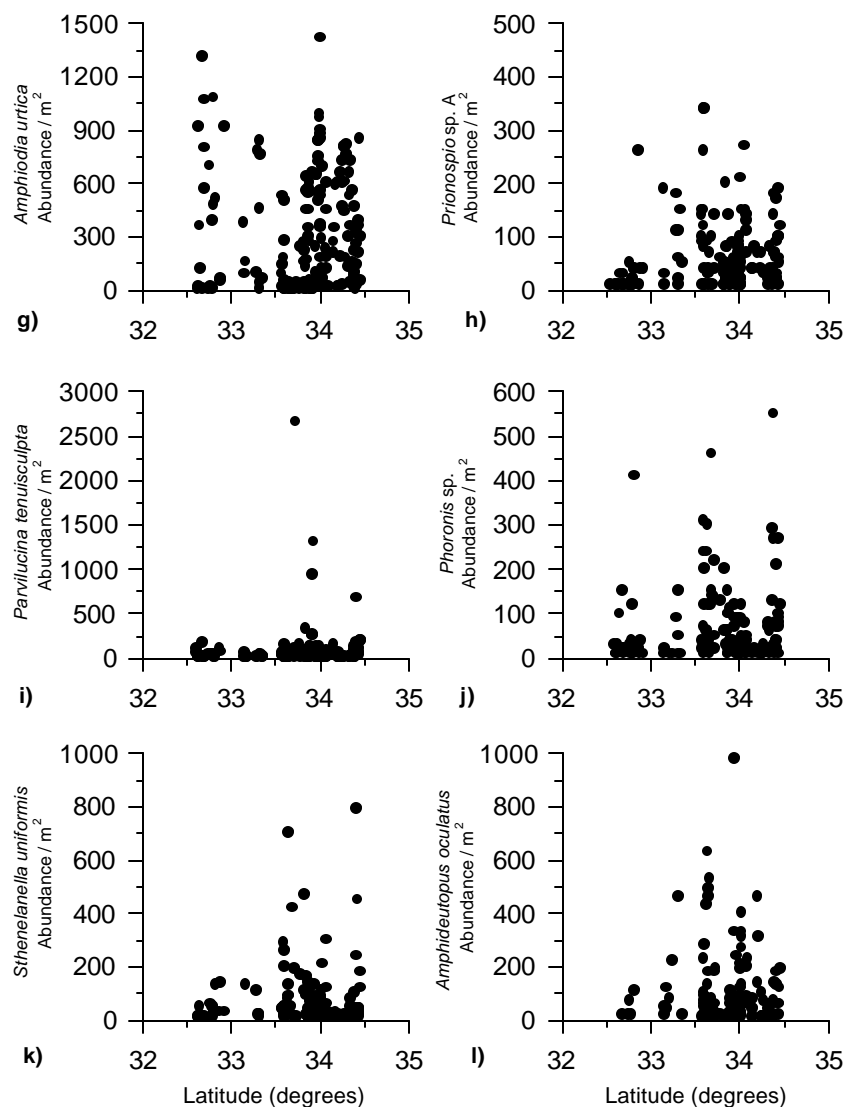 1500
1200
900
600
300
0
Amphiodia urtica
Abundance / m²
32 33 34 35
g)
500
400
300
200
100
0
Prionospio sp. A
Abundance / m²
32 33 34 35
h)
3000
2500
2000
1500
1000
500
0
Parvilucina tenuisculpta
Abundance / m²
32 33 34 35
i)
600
500
400
300
200
100
0
Phoronis sp.
Abundance / m²
32 33 34 35
j)
1000
800
600
400
200
0
Sthenelanella uniformis
Abundance / m²
32 33 34 35
k)
Latitude (degrees)
1000
800
600
400
200
0
Amphideutopus oculatus
Abundance / m²
32 33 34 35
l)
Latitude (degrees)